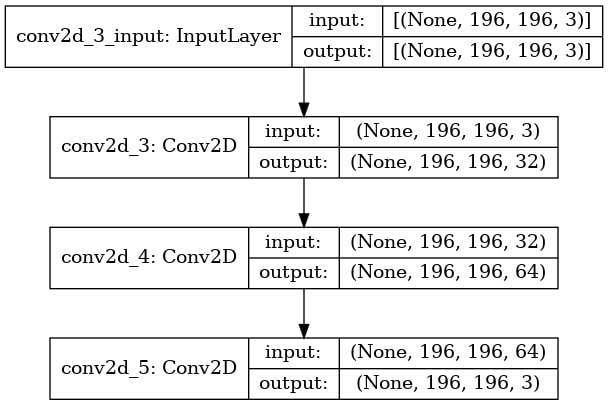 conv2d_3_input: InputLayer
input: [(None, 196, 196, 3)]
output: [(None, 196, 196, 3)]
conv2d_3: Conv2D
input: (None, 196, 196, 3)
output: (None, 196, 196, 32)
conv2d_4: Conv2D
input: (None, 196, 196, 32)
output: (None, 196, 196, 64)
conv2d_5: Conv2D
input: (None, 196, 196, 64)
output: (None, 196, 196, 3)